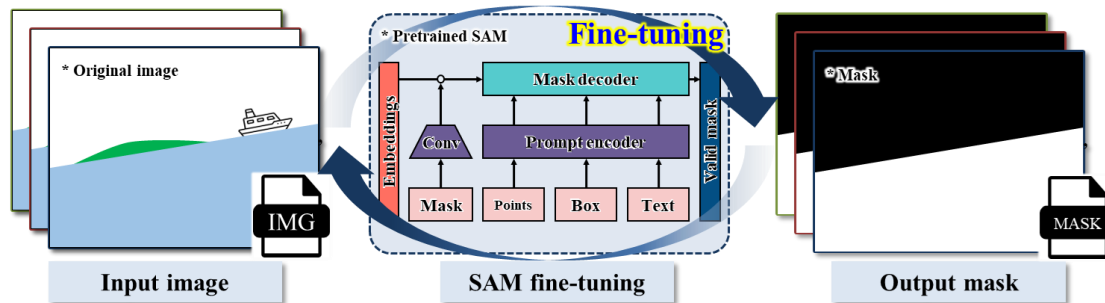 * Original image
IMG
Input image
* Pretrained SAM
Fine-tuning
Embeddings
Mask decoder
Conv
Prompt encoder
Valid mask
Mask
Points
Box
Text
SAM fine-tuning
* Mask
MASK
Output mask